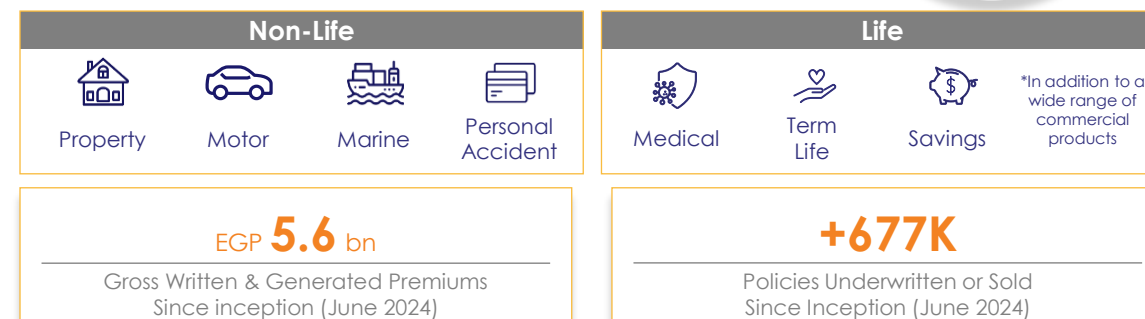 Non-Life
Property
Motor
Marine
Personal
Accident
Life
Medical
Term
Life
Savings
*In addition to a
wide range of
commercial
products
EGP 5.6 bn
Gross Written & Generated Premiums
Since inception (June 2024)
+677K
Policies Underwritten or Sold
Since Inception (June 2024)